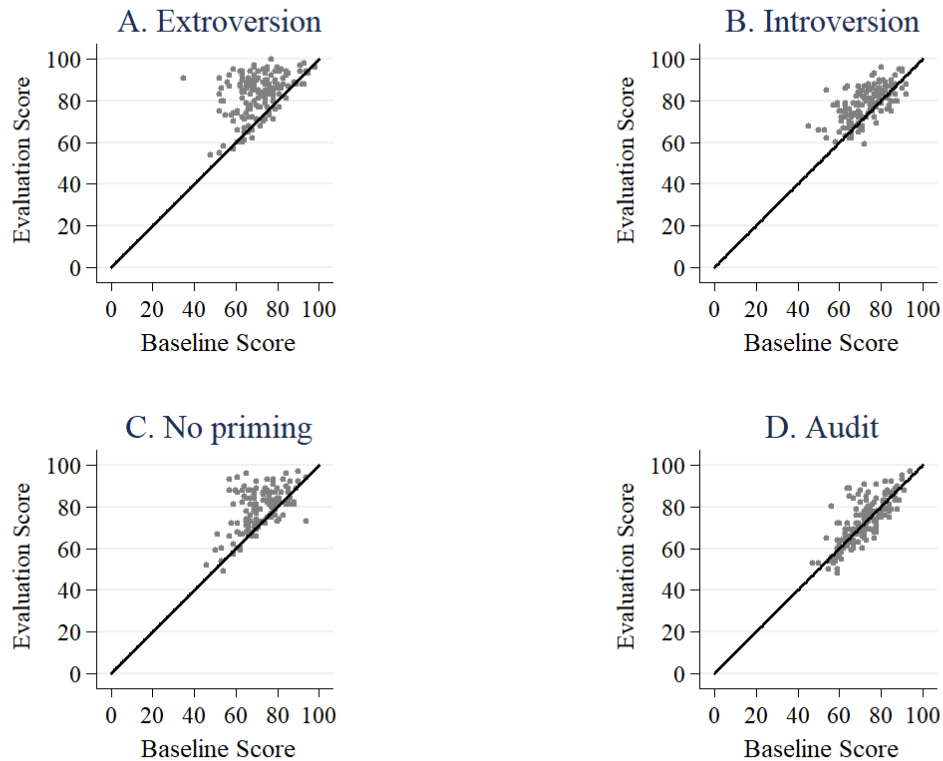 A. Extroversion
100
80
60
40
20
0
Evaluation Score
0 20 40 60 80 100
Baseline Score
B. Introversion
100
80
60
40
20
0
Evaluation Score
0 20 40 60 80 100
Baseline Score
C. No priming
100
80
60
40
20
0
Evaluation Score
0 20 40 60 80 100
Baseline Score
D. Audit
100
80
60
40
20
0
Evaluation Score
0 20 40 60 80 100
Baseline Score